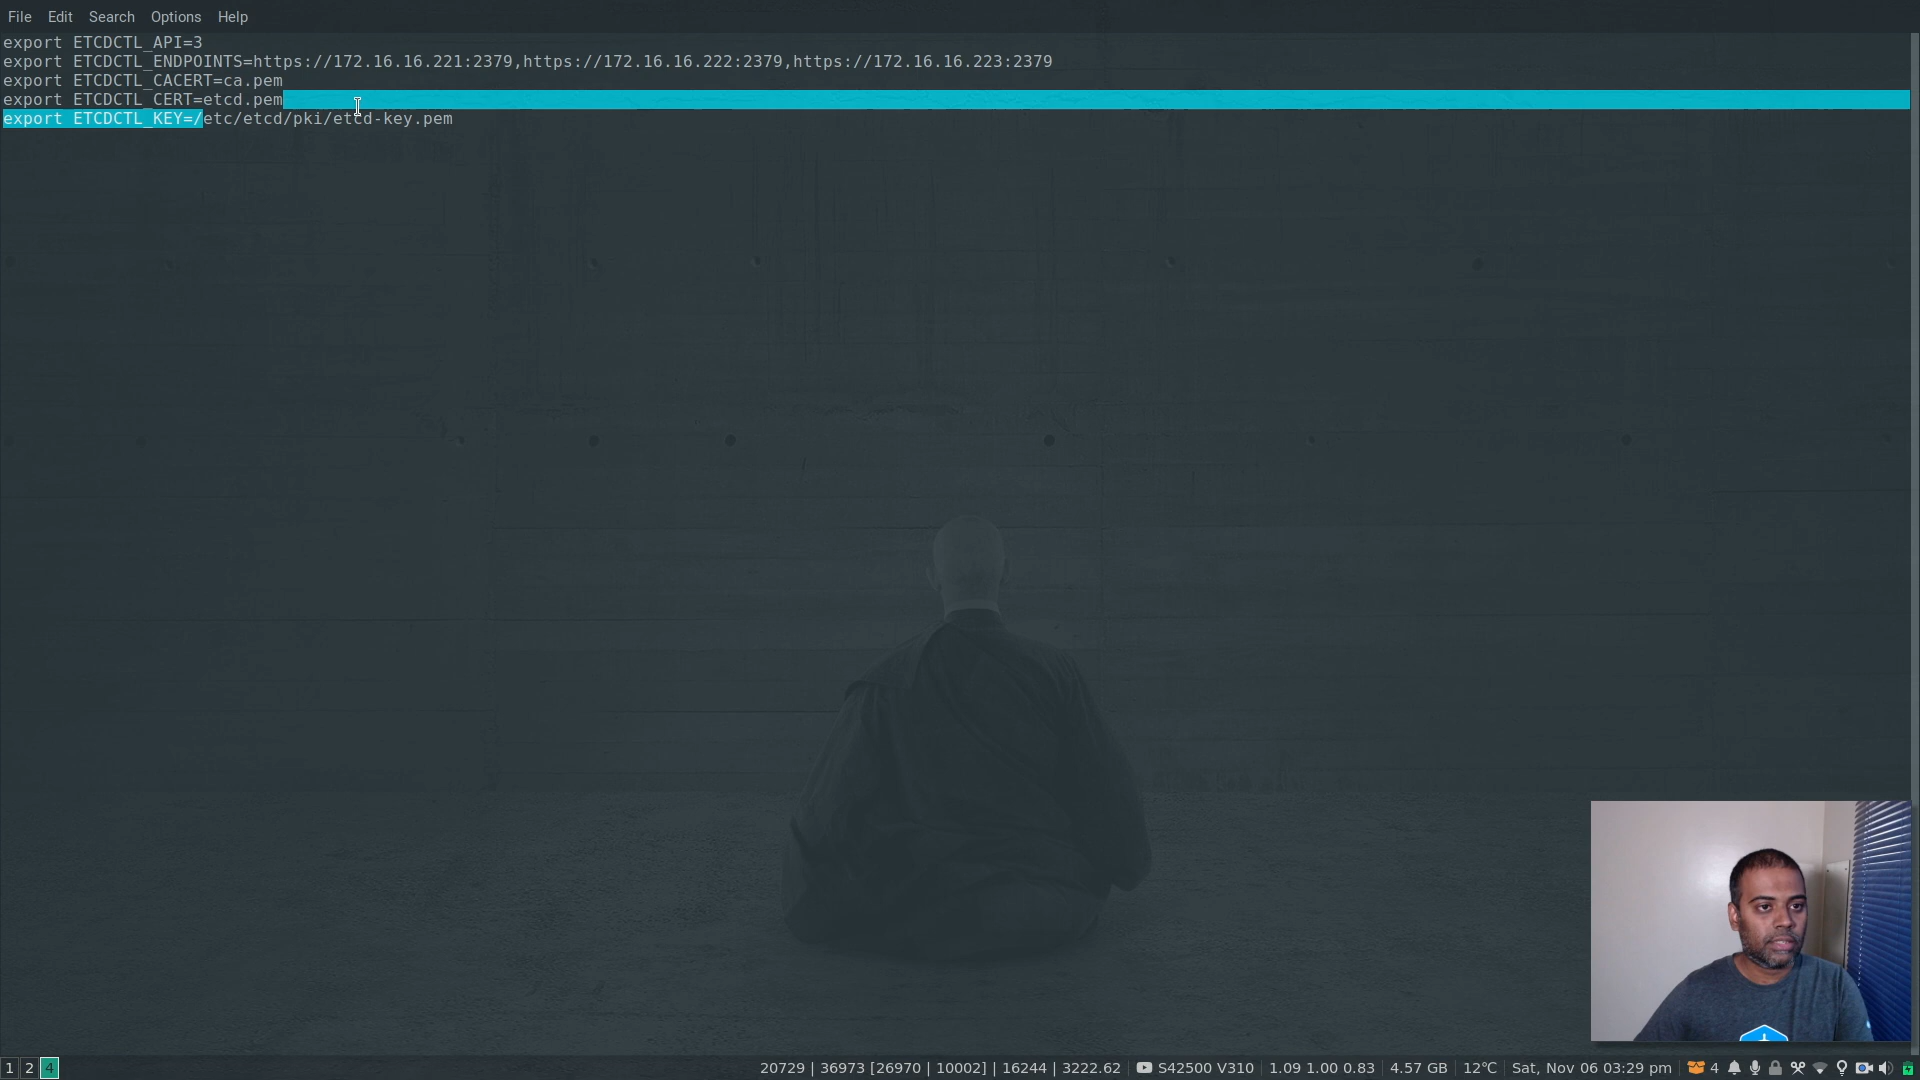 File Edit Search Options Help
export ETCDCTL_API=3
export ETCDCTL_ENDPOINTS=https://172.16.16.221:2379,https://172.16.16.222:2379,https://172.16.16.223:2379
export ETCDCTL_CACERT=ca.pem
export ETCDCTL_CERT=etcd.pem
export ETCDCTL_KEY=/etc/etcd/pki/etcd-key.pem
1 2 4 20729 | 36973 [26970 | 10002] | 16244 | 3222.62 S42500 V310 1.09 1.00 0.83 4.57 GB 12℃ Sat, Nov 06 03:29 pm 4